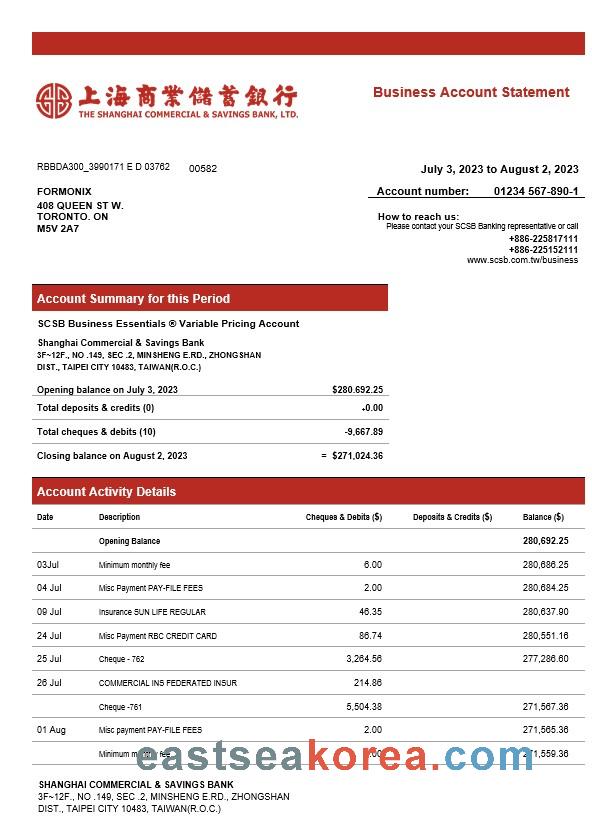 上海商業儲蓄銀行
THE SHANGHAI COMMERCIAL & SAVINGS BANK, LTD.
Business Account Statement
RBBDA300_3990171 E D 03762 00582
July 3, 2023 to August 2, 2023
FORMONIX
408 QUEEN ST W.
TORONTO. ON
M5V 2A7
Account number: 01234 567-890-1
How to reach us:
Please contact your SCSB Banking representative or call
+886-225817111
+886-225152111
www.scsb.com.tw/business
Account Summary for this Period
SCSB Business Essentials ® Variable Pricing Account
Shanghai Commercial & Savings Bank
3F~12F., NO .149, SEC .2, MINSHENG E.RD., ZHONGSHAN
DIST., TAIPEI CITY 10483, TAIWAN(R.O.C.)
Opening balance on July 3, 2023 $280.692.25
Total deposits & credits (0) +0.00
Total cheques & debits (10) -9,667.89
Closing balance on August 2, 2023 = $271,024.36
Account Activity Details
Date Description Cheques & Debits ($) Deposits & Credits ($) Balance ($)
Opening Balance 280,692.25
03Jul Minimum monthly fee 6.00 280,686.25
04 Jul Misc Payment PAY-FILE FEES 2.00 280,684.25
09 Jul Insurance SUN LIFE REGULAR 46.35 280,637.90
24 Jul Misc Payment RBC CREDIT CARD 86.74 280,551.16
25 Jul Cheque - 762 3,264.56 277,286.60
26 Jul COMMERCIAL INS FEDERATED INSUR 214.86
Cheque -761 5,504.38 271,567.36
01 Aug Misc payment PAY-FILE FEES 2.00 271,565.36
Minimum monthly fee .00 271,559.36
eastseakorea.com
SHANGHAI COMMERCIAL & SAVINGS BANK
3F~12F., NO .149, SEC .2, MINSHENG E.RD., ZHONGSHAN
DIST., TAIPEI CITY 10483, TAIWAN(R.O.C.)